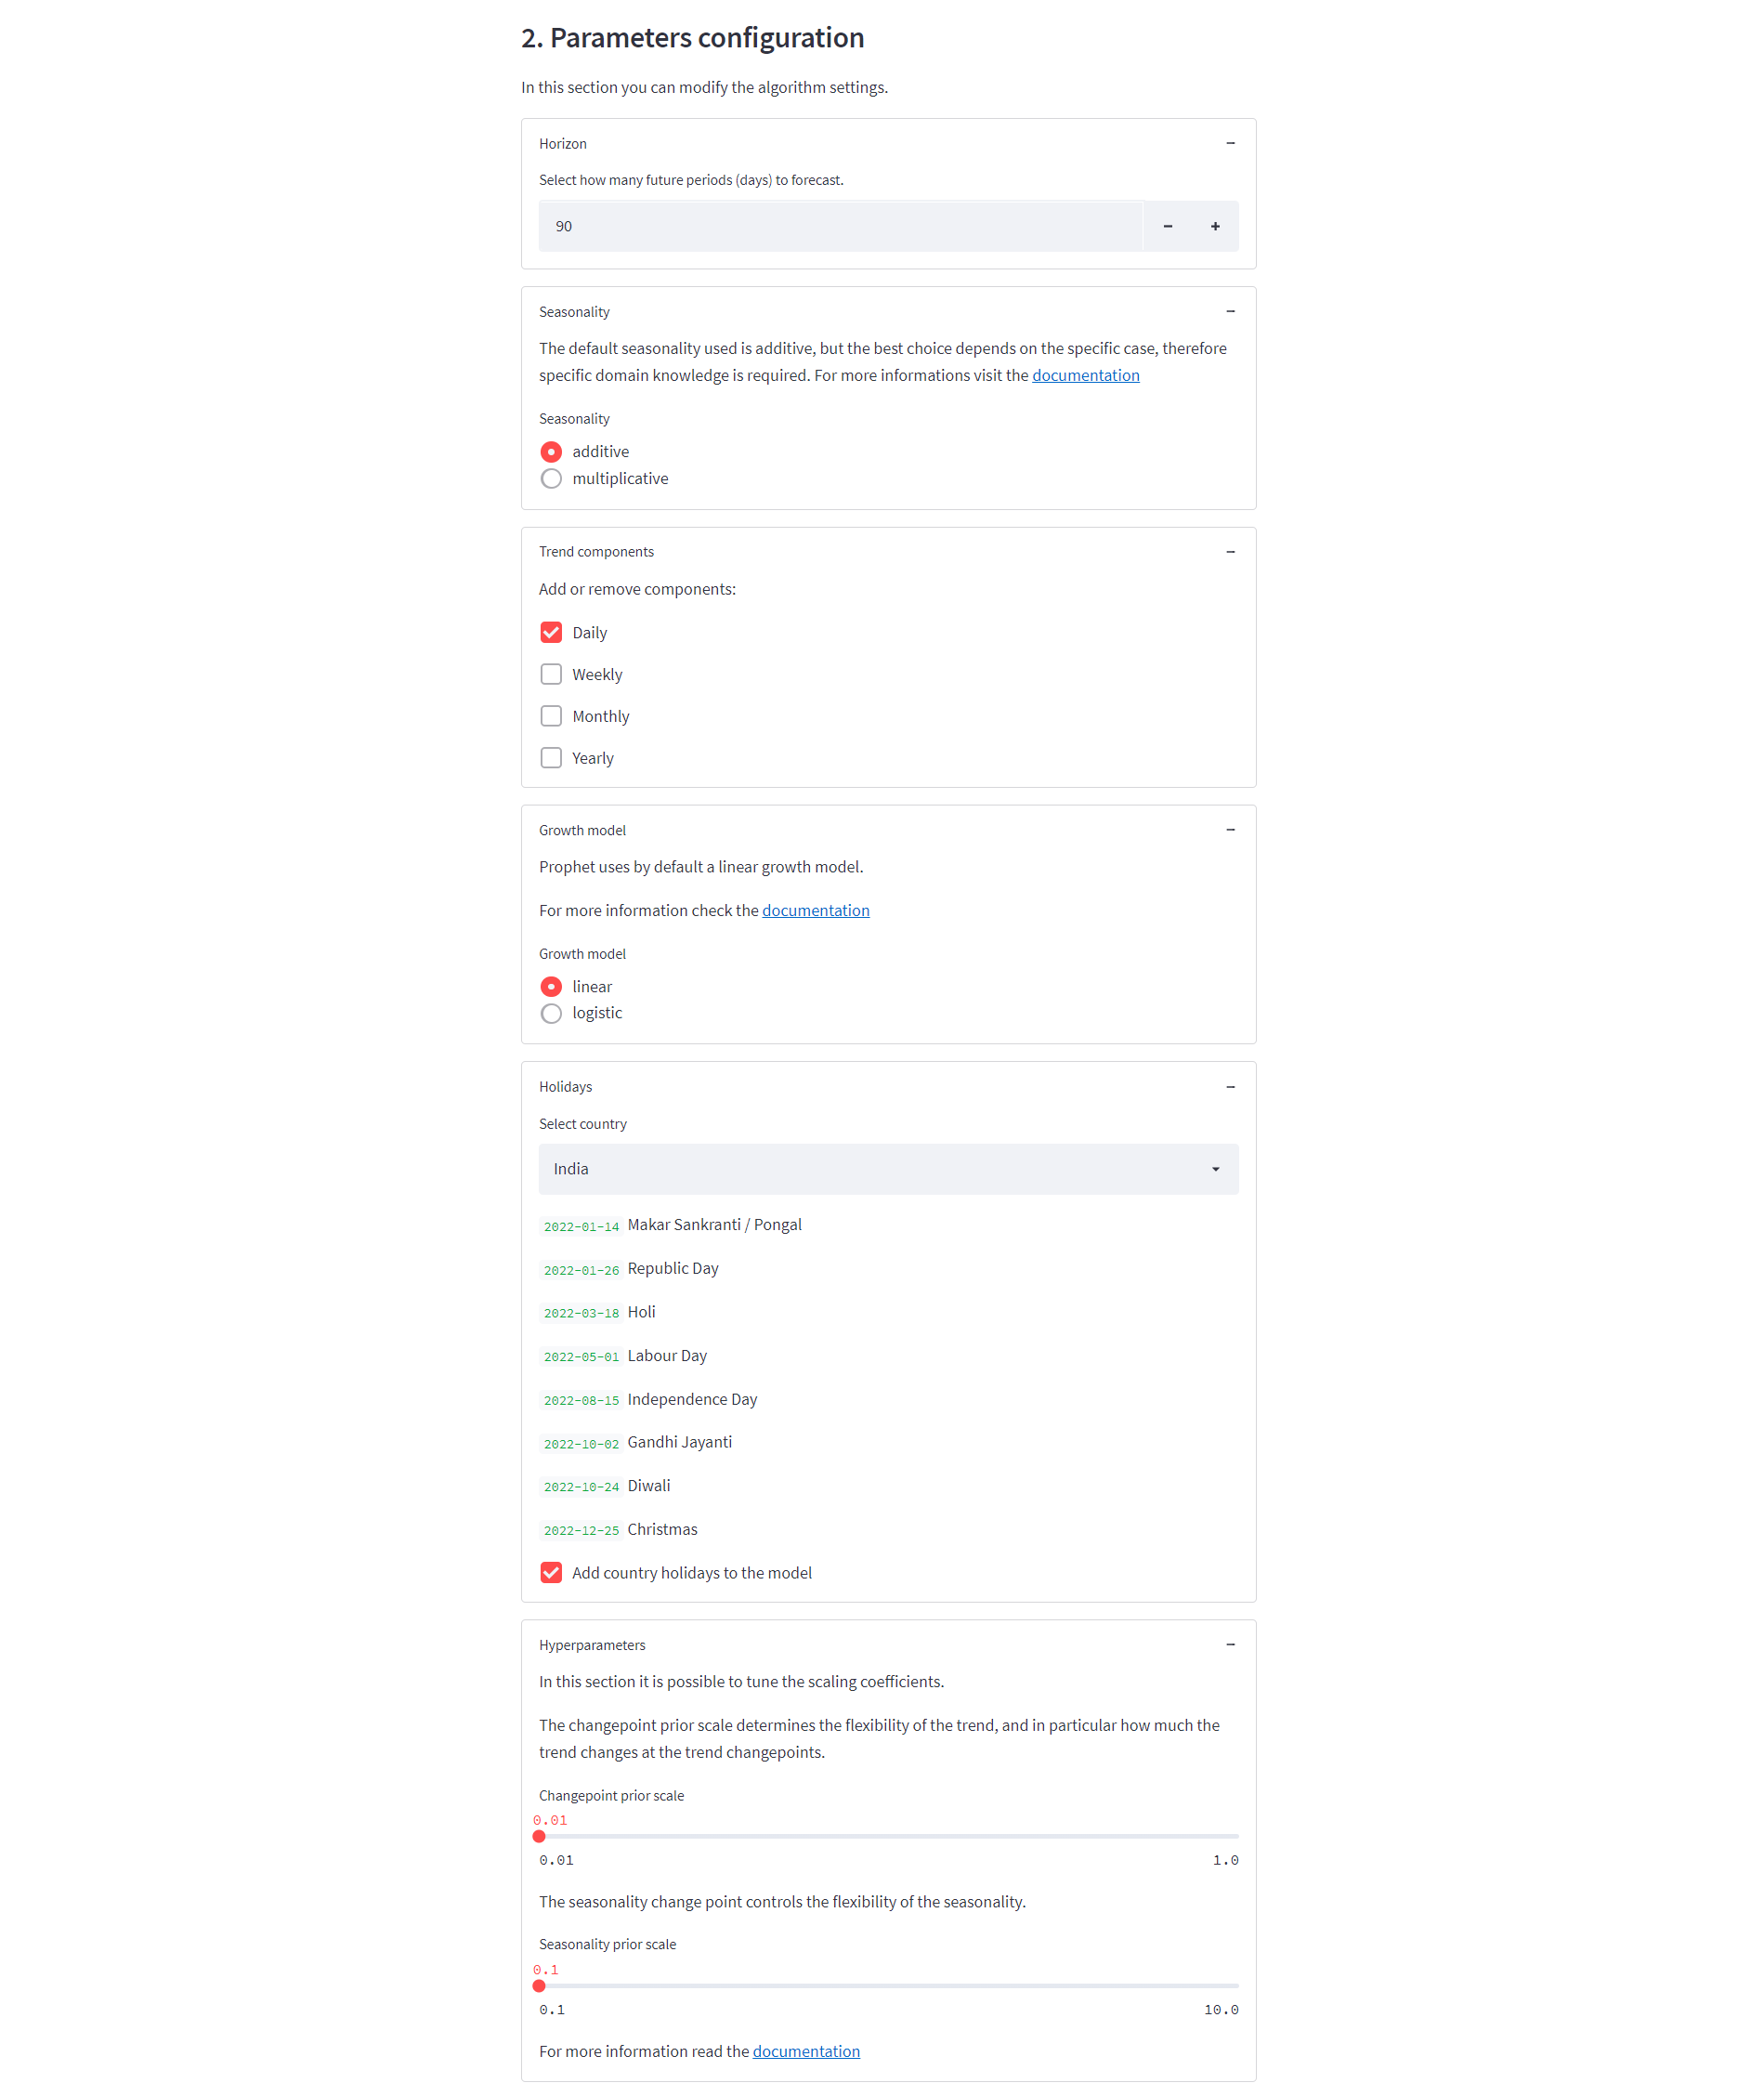 2. Parameters configuration
In this section you can modify the algorithm settings.
Horizon
Select how many future periods (days) to forecast.
90
Seasonality
The default seasonality used is additive, but the best choice depends on the specific case, therefore
specific domain knowledge is required. For more informations visit the documentation
Seasonality
additive
multiplicative
Trend components
Add or remove components:
Daily
Weekly
Monthly
Yearly
Growth model
Prophet uses by default a linear growth model.
For more information check the documentation
Growth model
linear
logistic
Holidays
Select country
India
2022-01-14 Makar Sankranti / Pongal
2022-01-26 Republic Day
2022-03-18 Holi
2022-05-01 Labour Day
2022-08-15 Independence Day
2022-10-02 Gandhi Jayanti
2022-10-24 Diwali
2022-12-25 Christmas
Add country holidays to the model
Hyperparameters
In this section it is possible to tune the scaling coefficients.
The changepoint prior scale determines the flexibility of the trend, and in particular how much the
trend changes at the trend changepoints.
Changepoint prior scale
0.01
0.01 1.0
The seasonality change point controls the flexibility of the seasonality.
Seasonality prior scale
0.1
0.1 10.0
For more information read the documentation